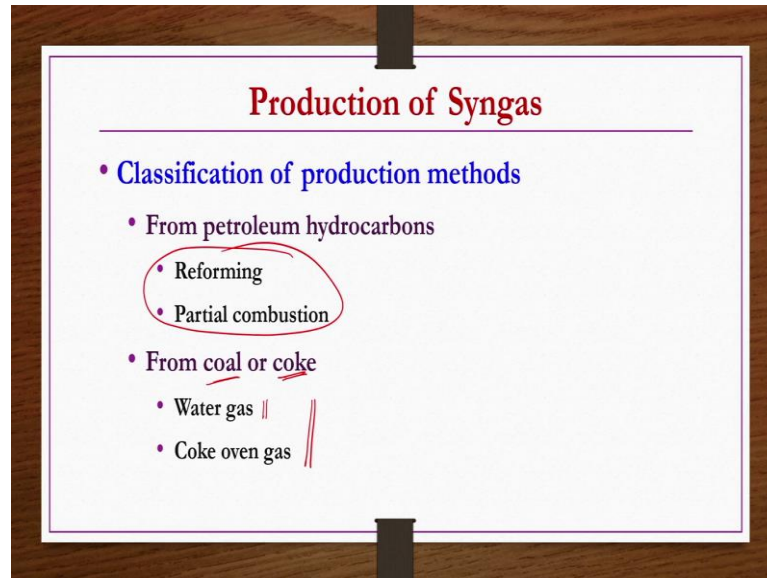 Production of Syngas
• Classification of production methods
• From petroleum hydrocarbons
• Reforming
• Partial combustion
• From coal or coke
• Water gas
• Coke oven gas